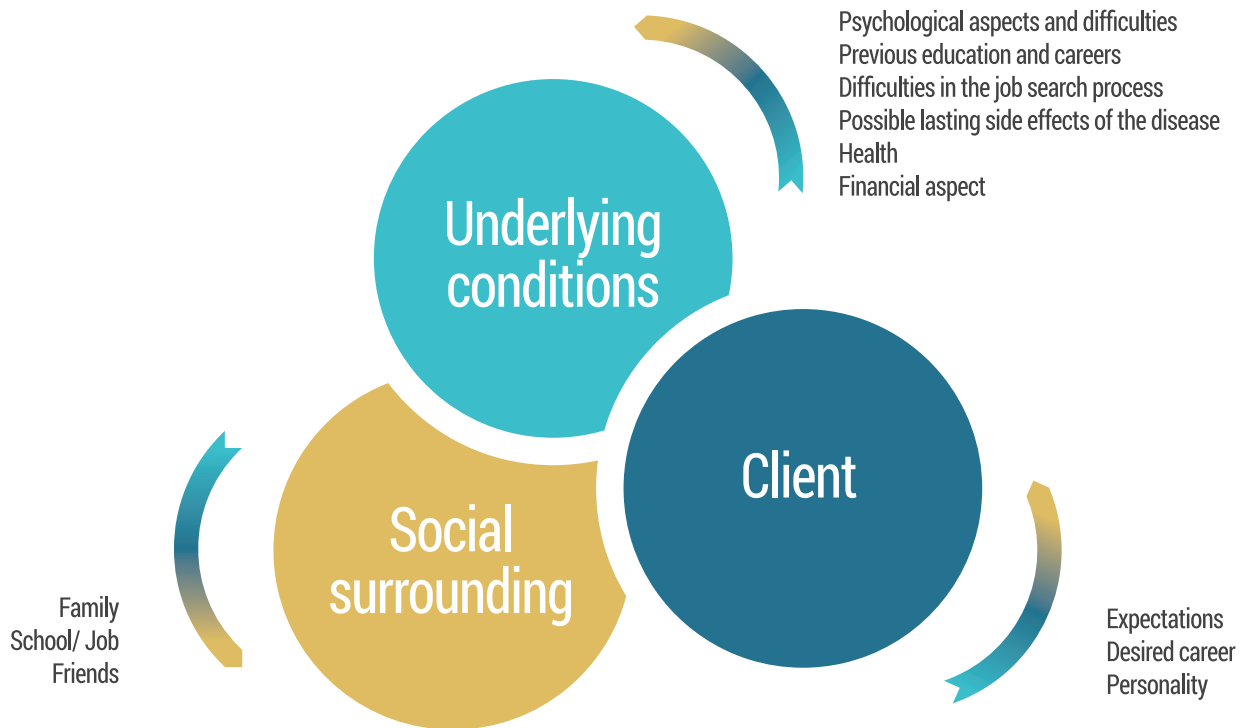 Psychological aspects and difficulties
Previous education and careers
Difficulties in the job search process
Possible lasting side effects of the disease
Health
Financial aspect
Underlying
conditions
Client
Social
surrounding
Family
School/ Job
Friends
Expectations
Desired career
Personality